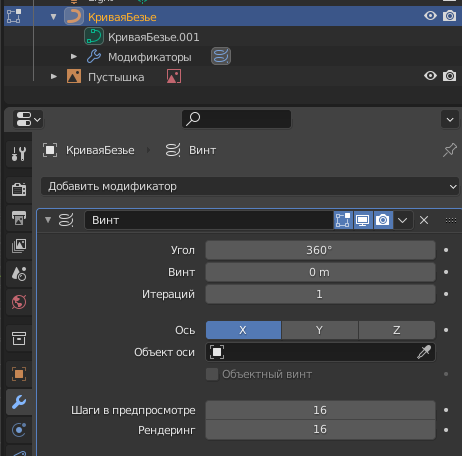 Light
КриваяБезье
КриваяБезье.001
Модификаторы
Пустышка
КриваяБезье > Винт
Добавить модификатор
Винт
Угол 360°
Винт 0 m
Итераций 1
Ось X Y Z
Объект оси
Объектный винт
Шаги в предпросмотре 16
Рендеринг 16